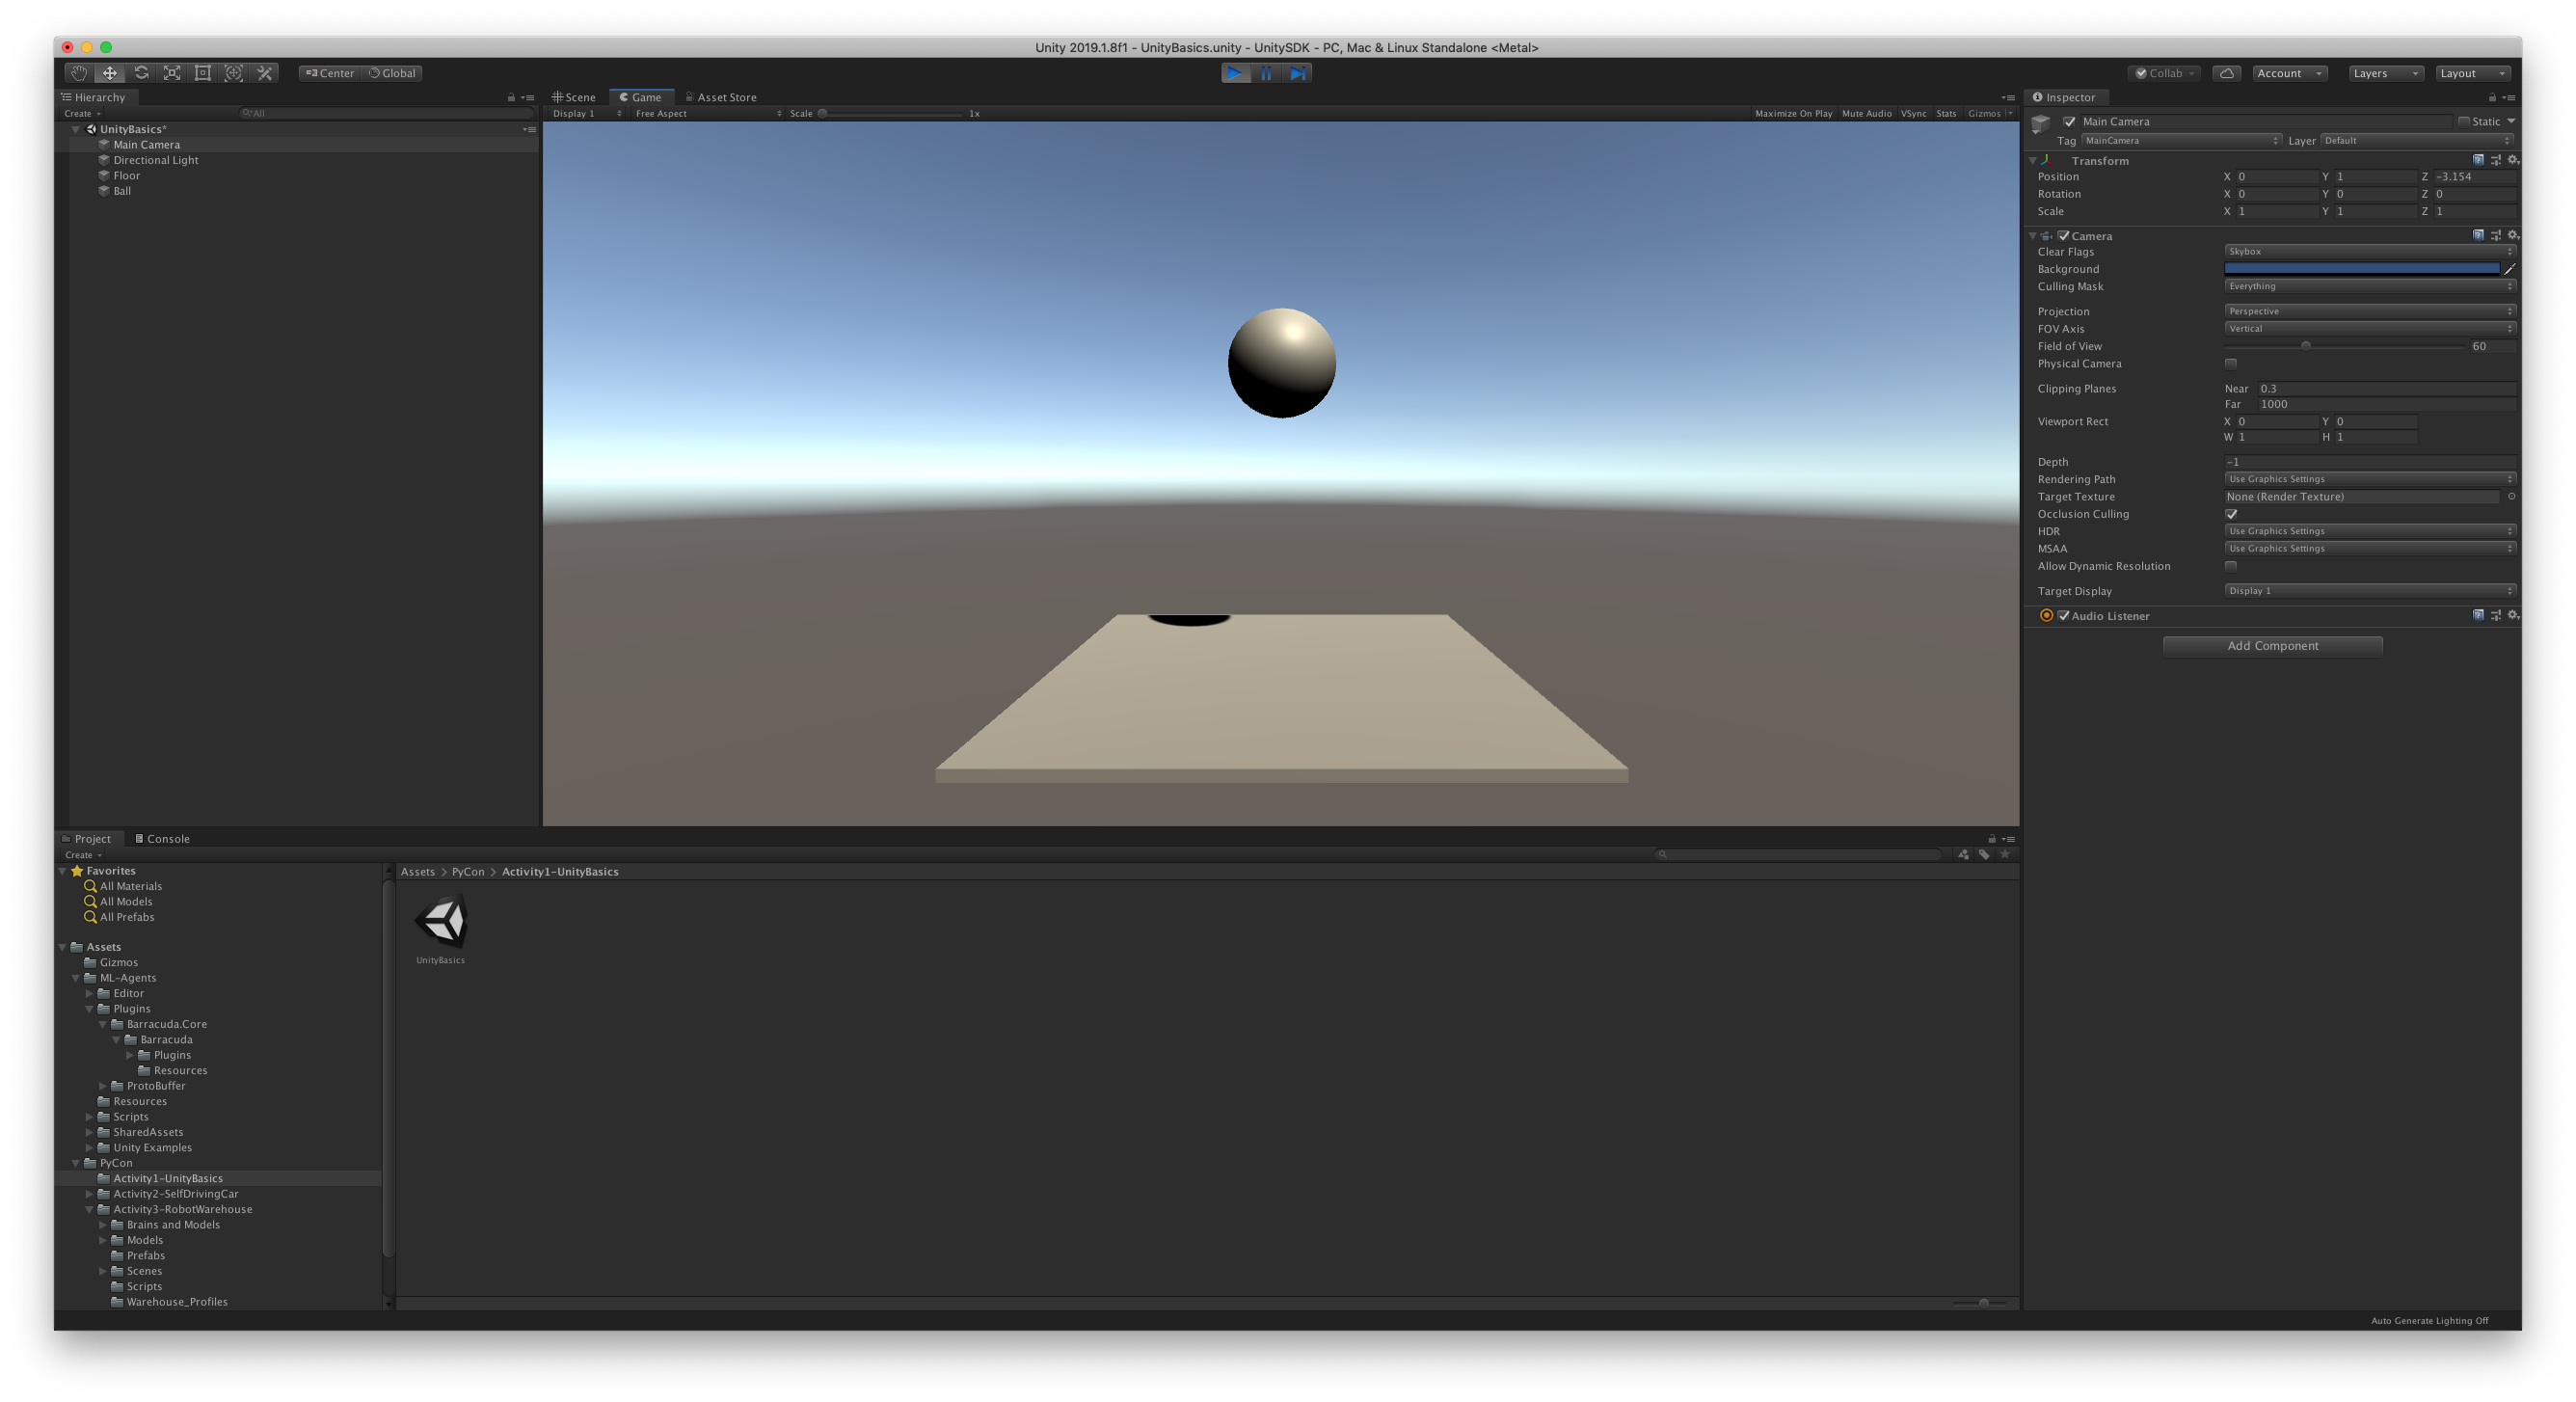 Unity 2019.1.8f1 - UnityBasics.unity - UnitySDK - PC, Mac & Linux Standalone <Metal>
Center Global Collab Account Layers Layout
Hierarchy
Create All
UnityBasics*
Main Camera
Directional Light
Floor
Ball
Scene Game Asset Store
Display 1 Free Aspect Scale 1x Maximize On Play Mute Audio VSync Stats Gizmos
Inspector
Main Camera Static
Tag MainCamera Layer Default
Transform
Position X 0 Y 1 Z -3.154
Rotation X 0 Y 0 Z 0
Scale X 1 Y 1 Z 1
Camera
Clear Flags Skybox
Background
Culling Mask Everything
Projection Perspective
FOV Axis Vertical
Field of View 60
Physical Camera
Clipping Planes Near 0.3
Far 1000
Viewport Rect X 0 Y 0
W 1 H 1
Depth -1
Rendering Path Use Graphics Settings
Target Texture None (Render Texture)
Occlusion Culling
HDR Use Graphics Settings
MSAA Use Graphics Settings
Allow Dynamic Resolution
Target Display Display 1
Audio Listener
Add Component
Project Console
Create
Favorites
All Materials
All Models
All Prefabs
Assets
Gizmos
ML-Agents
Editor
Plugins
Barracuda.Core
Barracuda
Plugins
Resources
ProtoBuffer
Resources
Scripts
SharedAssets
Unity Examples
PyCon
Activity1-UnityBasics
Activity2-SelfDrivingCar
Activity3-RobotWarehouse
Brains and Models
Models
Prefabs
Scenes
Scripts
Warehouse_Profiles
Assets > PyCon > Activity1-UnityBasics
UnityBasics
Auto Generate Lighting Off